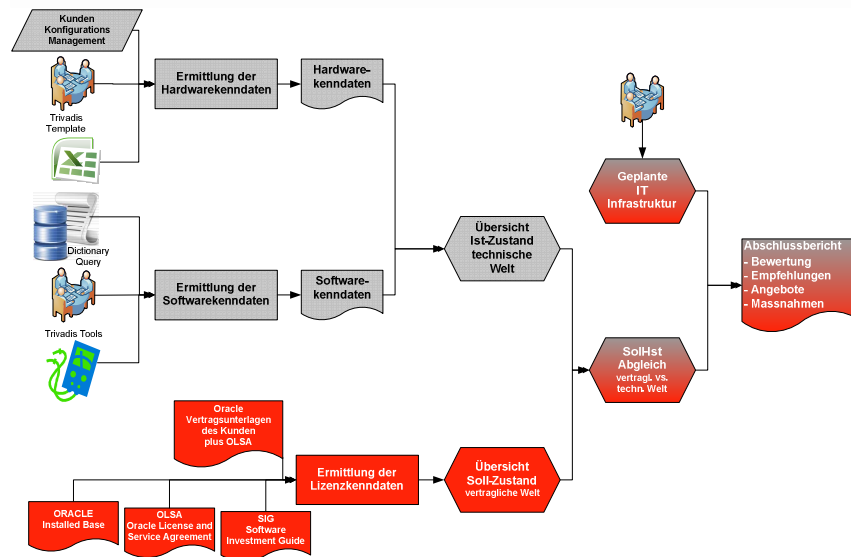 Kunden
Konfigurations
Management
Trivadis
Template
Ermittlung der
Hardwarekenndaten
Hardware-
kenndaten
Dictionary
Query
Trivadis Tools
Ermittlung der
Softwarekenndaten
Software-
kenndaten
Übersicht
Ist-Zustand
technische
Welt
Geplante
IT
Infrastruktur
Soll-Ist
Abgleich
vertragl. vs.
techn. Welt
Abschlussbericht
- Bewertung
- Empfehlungen
- Angebote
- Massnahmen
Oracle
Vertragsunterlagen
des Kunden
plus OLSA
Ermittlung der
Lizenzkenndaten
Übersicht
Soll-Zustand
vertragliche Welt
ORACLE
Installed Base
OLSA
Oracle License and
Service Agreement
SIG
Software
Investment Guide